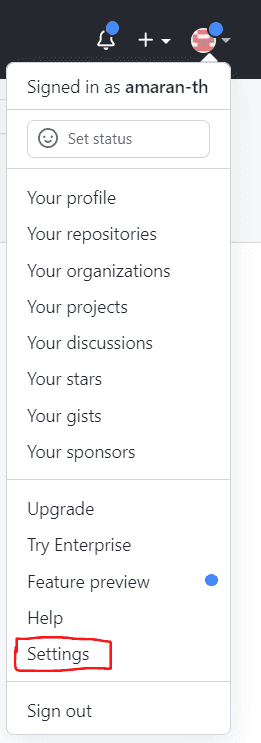 Signed in as amaran-th
Set status
Your profile
Your repositories
Your organizations
Your projects
Your discussions
Your stars
Your gists
Your sponsors
Upgrade
Try Enterprise
Feature preview
Help
Settings
Sign out